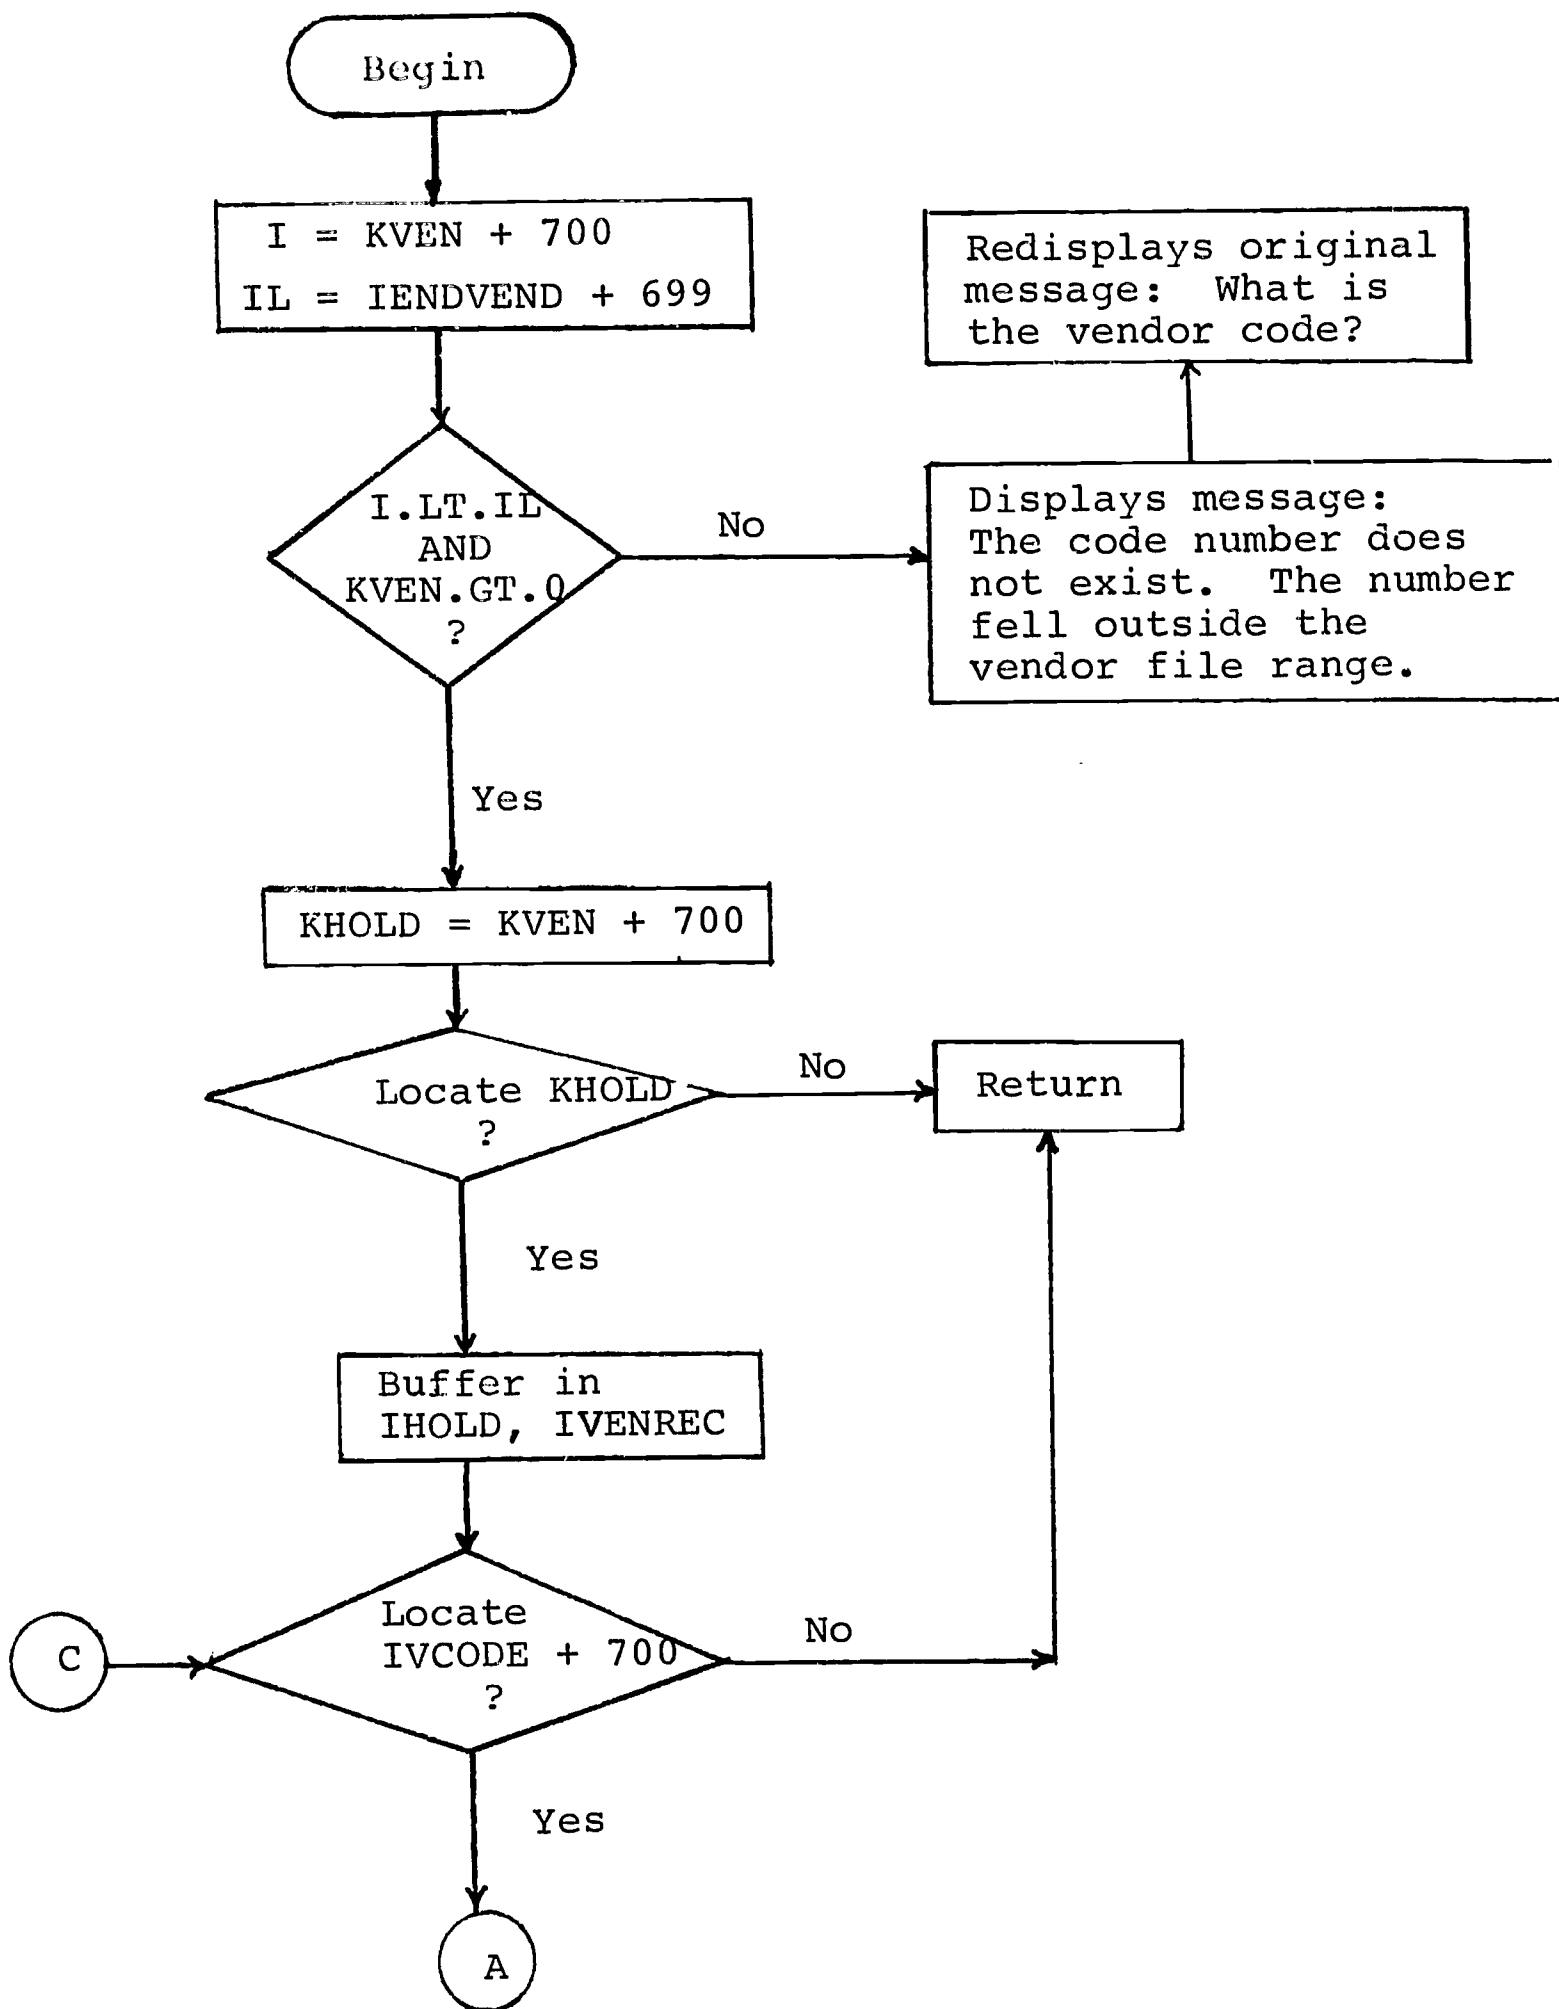 Begin
I = KVEN + 700
IL = IENDVEND + 699
Redisplays original
message: What is
the vendor code?
I.LT.IL
AND
KVEN.GT.0
?
No
Displays message:
The code number does
not exist. The number
fell outside the
vendor file range.
Yes
KHOLD = KVEN + 700
Locate KHOLD
?
No
Return
Yes
Buffer in
IHOLD, IVENREC
Locate
IVCODE + 700
?
No
C
Yes
A